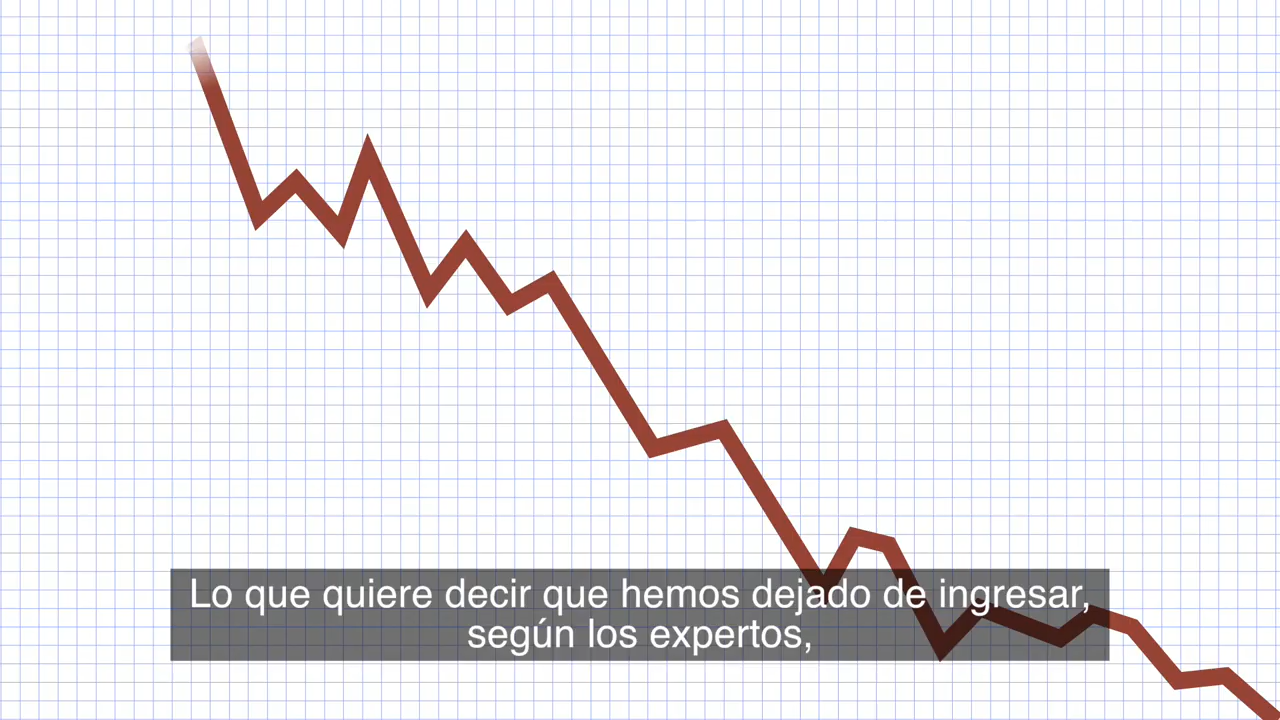 Lo que quiere decir que hemos dejado de ingresar,
según los expertos,